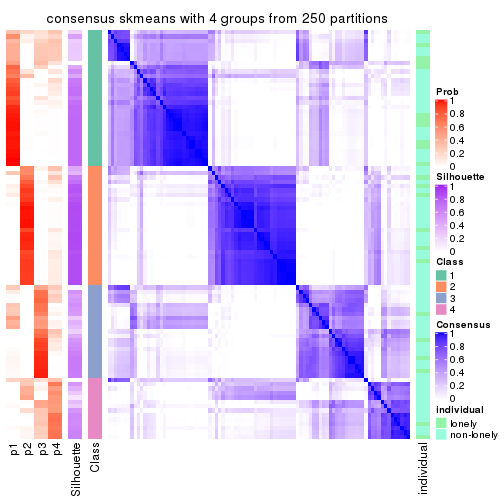 consensus skmeans with 4 groups from 250 partitions
Prob
1
0.8
0.6
0.4
0.2
0
Silhouette
1
0.8
0.6
0.4
0.2
0
Class
1
2
3
4
Consensus
1
0.8
0.6
0.4
0.2
0
individual
lonely
non-lonely
p1
p2
p3
p4
Silhouette
Class
individual